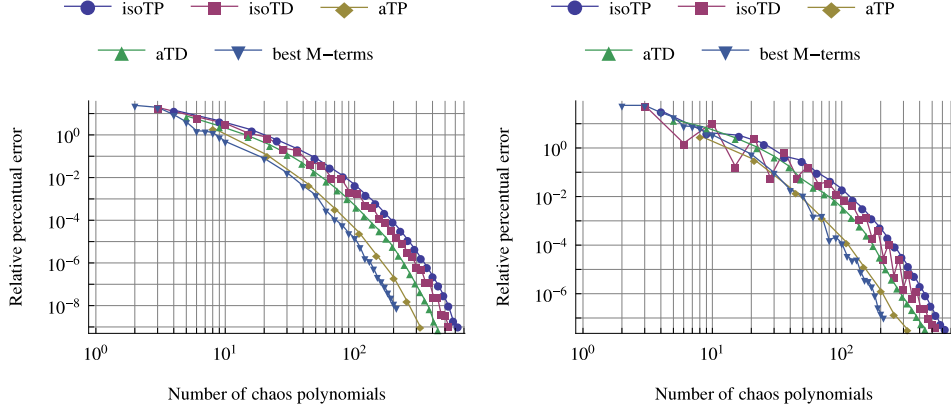 isoTP isoTD aTP
aTD best M−terms
Relative percentual error
10^0
10^-2
10^-4
10^-6
10^-8
10^0 10^1 10^2
Number of chaos polynomials
isoTP isoTD aTP
aTD best M−terms
Relative percentual error
10^0
10^-2
10^-4
10^-6
10^0 10^1 10^2
Number of chaos polynomials